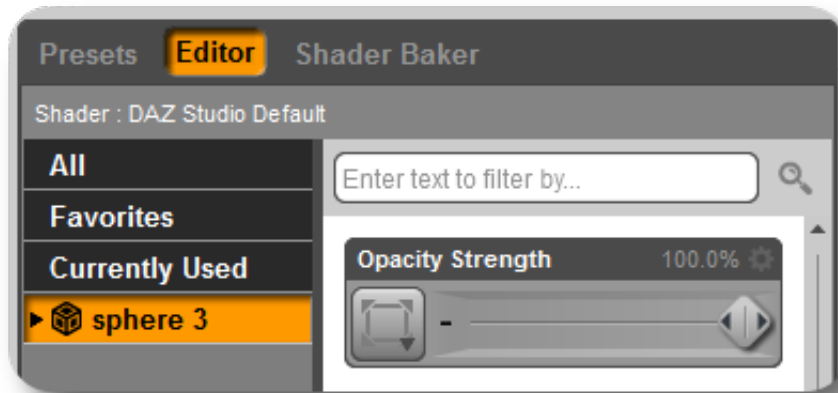 Presets Editor Shader Baker
Shader : DAZ Studio Default
All
Favorites
Currently Used
sphere 3
Enter text to filter by...
Opacity Strength 100.0%
-